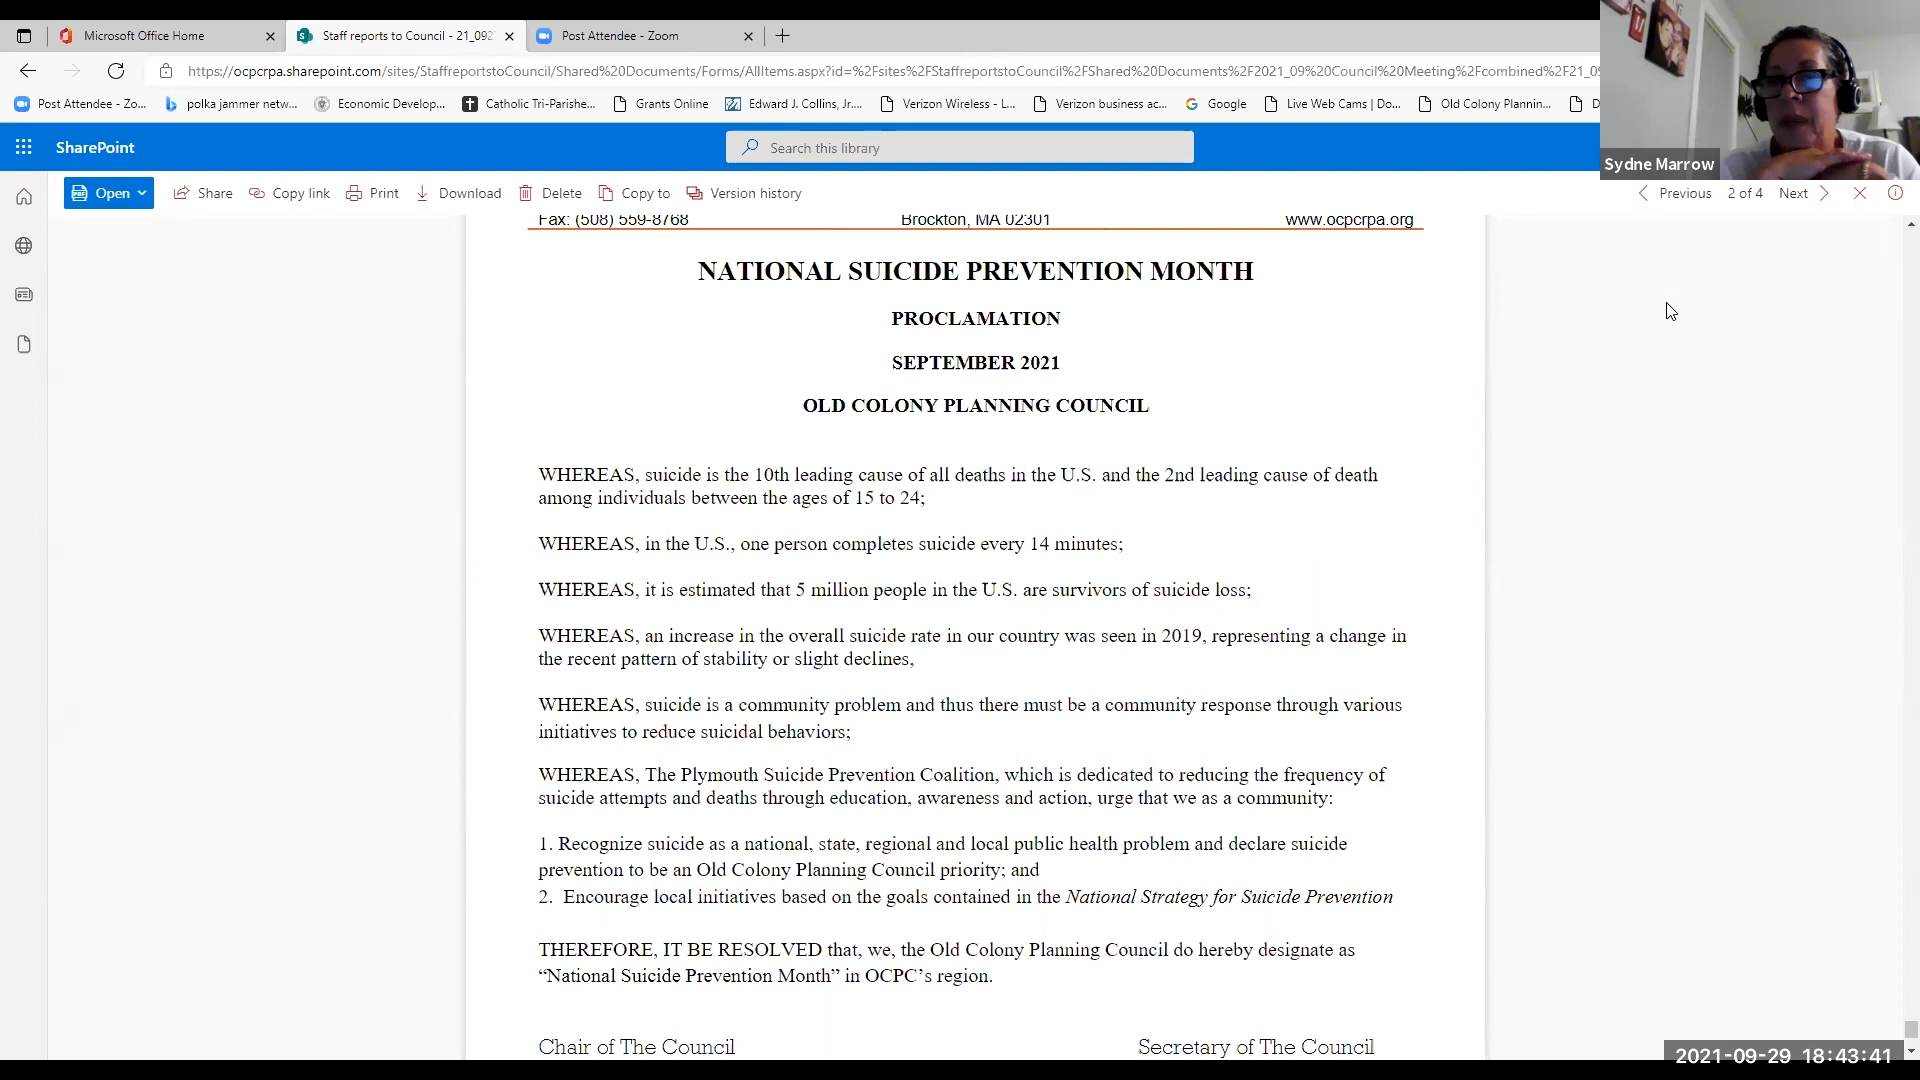 Microsoft Office Home
Staff reports to Council - 21_092
Post Attendee - Zoom
https://ocpcrpa.sharepoint.com/sites/StaffreportstoCouncil/Shared%20Documents/Forms/AllItems.aspx?id=%2Fsites%2FStaffreportstoCouncil%2FShared%20Documents%2F2021_09%20Council%20Meeting%2Fcombined%2F21_09
Post Attendee - Zo...
polka jammer netw...
Economic Develop...
Catholic Tri-Parishe...
Grants Online
Edward J. Collins, Jr....
Verizon Wireless - L...
Verizon business ac...
Google
Live Web Cams | Do...
Old Colony Plannin...
Sydne Marrow
SharePoint
Search this library
Open
Share
Copy link
Print
Download
Delete
Copy to
Version history
Previous
2 of 4
Next
Fax: (508) 559-8768
Brockton, MA 02301
www.ocpcrpa.org
NATIONAL SUICIDE PREVENTION MONTH
PROCLAMATION
SEPTEMBER 2021
OLD COLONY PLANNING COUNCIL
WHEREAS, suicide is the 10th leading cause of all deaths in the U.S. and the 2nd leading cause of death
among individuals between the ages of 15 to 24;
WHEREAS, in the U.S., one person completes suicide every 14 minutes;
WHEREAS, it is estimated that 5 million people in the U.S. are survivors of suicide loss;
WHEREAS, an increase in the overall suicide rate in our country was seen in 2019, representing a change in
the recent pattern of stability or slight declines,
WHEREAS, suicide is a community problem and thus there must be a community response through various
initiatives to reduce suicidal behaviors;
WHEREAS, The Plymouth Suicide Prevention Coalition, which is dedicated to reducing the frequency of
suicide attempts and deaths through education, awareness and action, urge that we as a community:
1. Recognize suicide as a national, state, regional and local public health problem and declare suicide
prevention to be an Old Colony Planning Council priority; and
2. Encourage local initiatives based on the goals contained in the National Strategy for Suicide Prevention
THEREFORE, IT BE RESOLVED that, we, the Old Colony Planning Council do hereby designate as
“National Suicide Prevention Month” in OCPC’s region.
Chair of The Council
Secretary of The Council
2021-09-29 18:43:41